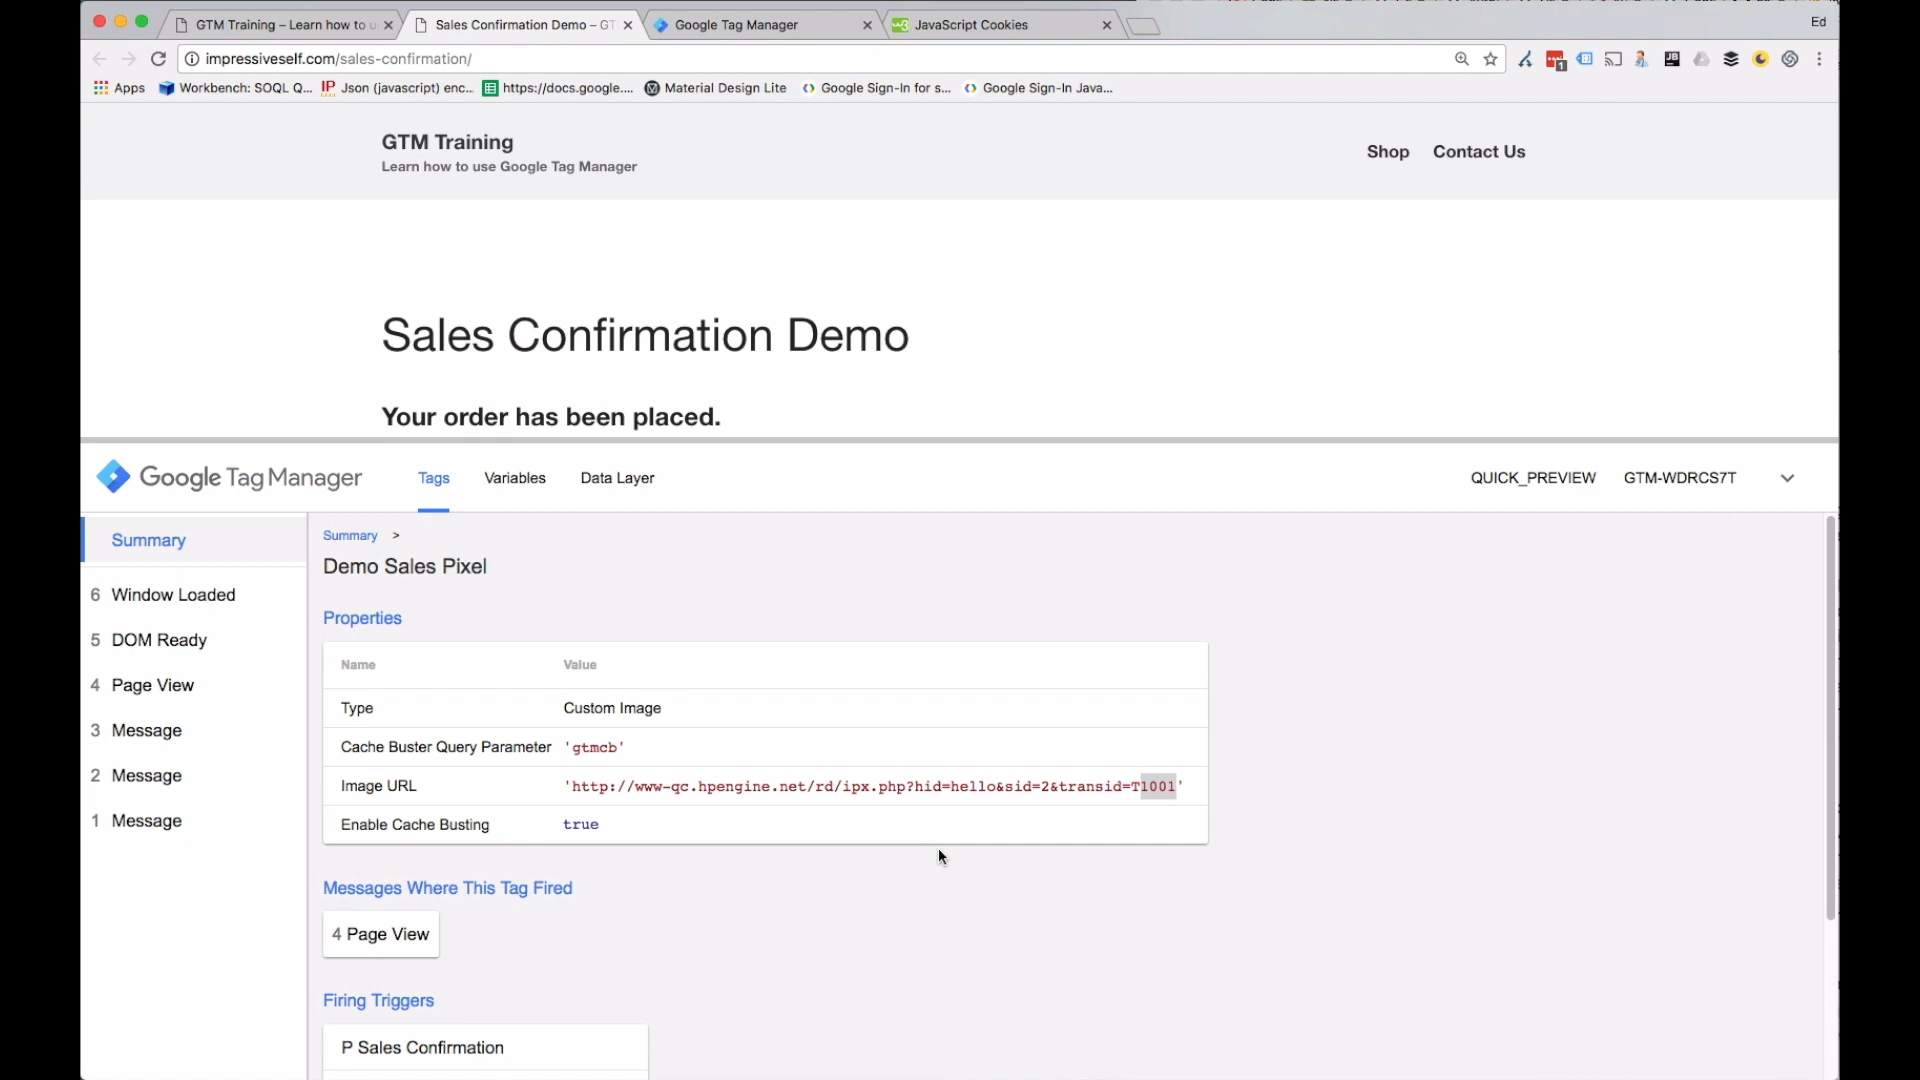 GTM Training – Learn how to u
Sales Confirmation Demo – GT
Google Tag Manager
JavaScript Cookies
Ed
impressiveself.com/sales-confirmation/
1
JB
Apps
Workbench: SOQL Q...
IP Json (javascript) enc...
https://docs.google....
Material Design Lite
Google Sign-In for s...
Google Sign-In Java...
GTM Training
Learn how to use Google Tag Manager
Shop
Contact Us
Sales Confirmation Demo
Your order has been placed.
Google Tag Manager
Tags
Variables
Data Layer
QUICK_PREVIEW
GTM-WDRCS7T
Summary
6 Window Loaded
5 DOM Ready
4 Page View
3 Message
2 Message
1 Message
Summary >
Demo Sales Pixel
Properties
Name Value
Type Custom Image
Cache Buster Query Parameter 'gtmcb'
Image URL 'http://www-qc.hpengine.net/rd/ipx.php?hid=hello&sid=2&transid=T1001'
Enable Cache Busting true
Messages Where This Tag Fired
4 Page View
Firing Triggers
P Sales Confirmation